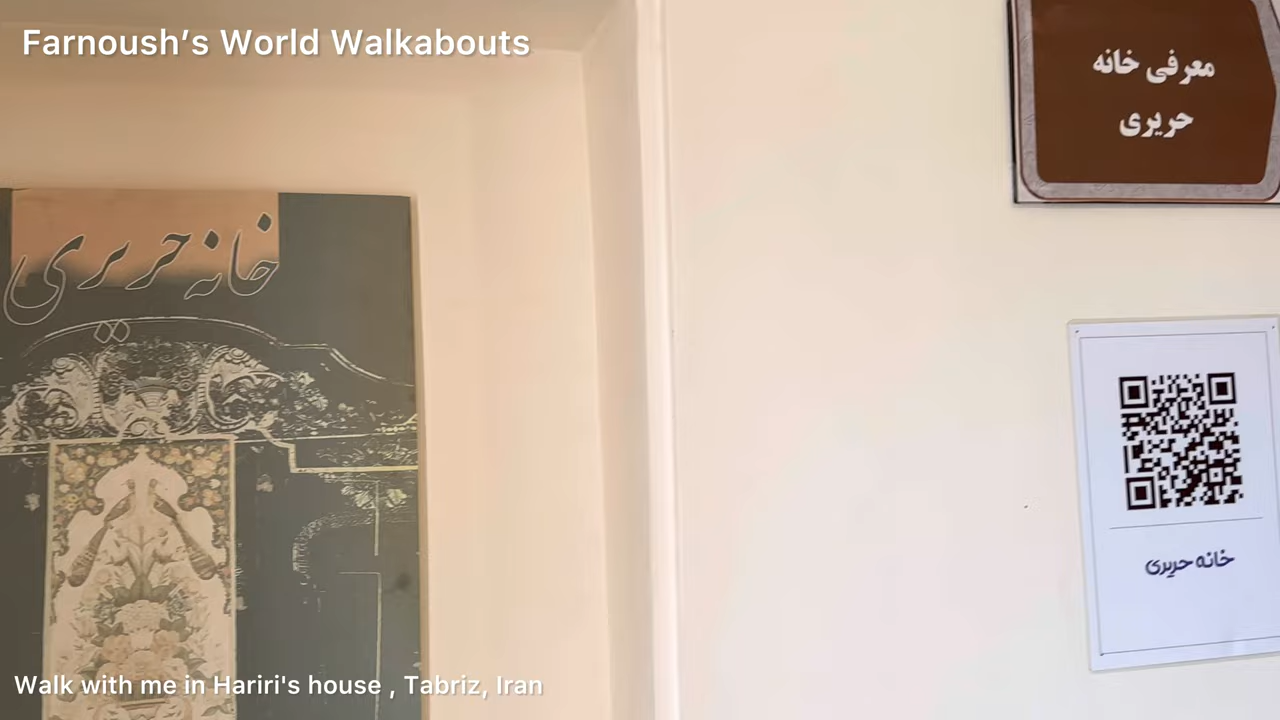 Farnoush’s World Walkabouts
معرفی خانه
حریری
خانه حریری
خانه حریری
Walk with me in Hariri's house , Tabriz, Iran